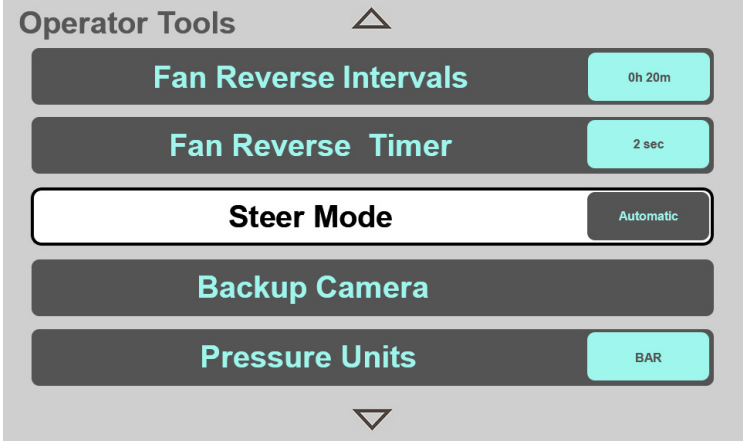 Operator Tools
Fan Reverse Intervals 0h 20m
Fan Reverse Timer 2 sec
Steer Mode Automatic
Backup Camera
Pressure Units BAR